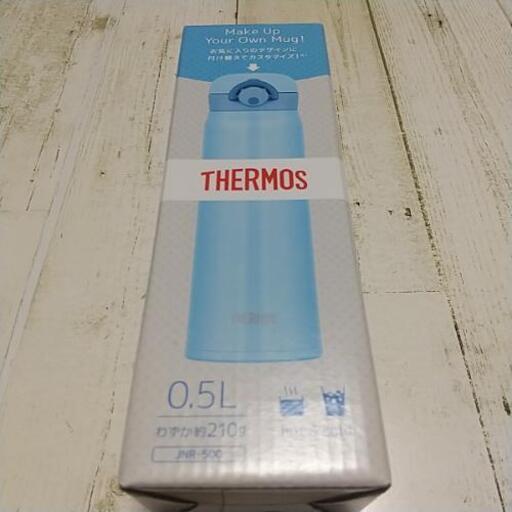 Make Up
Your Own Mug!
お気に入りのデザインに
付け替えてカスタマイズ!
THERMOS
THERMOS
0.5L
わずか約210g
JNR-500